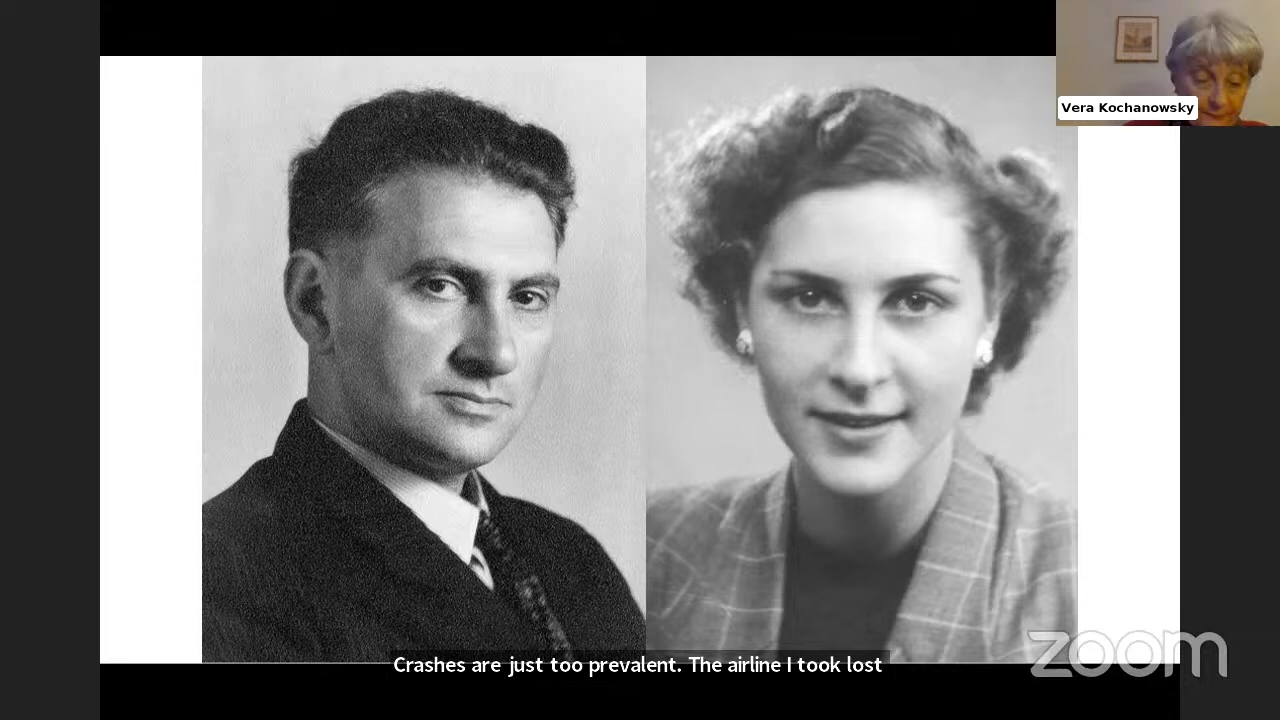 Vera Kochanowsky
Crashes are just too prevalent. The airline I took lost
zoom